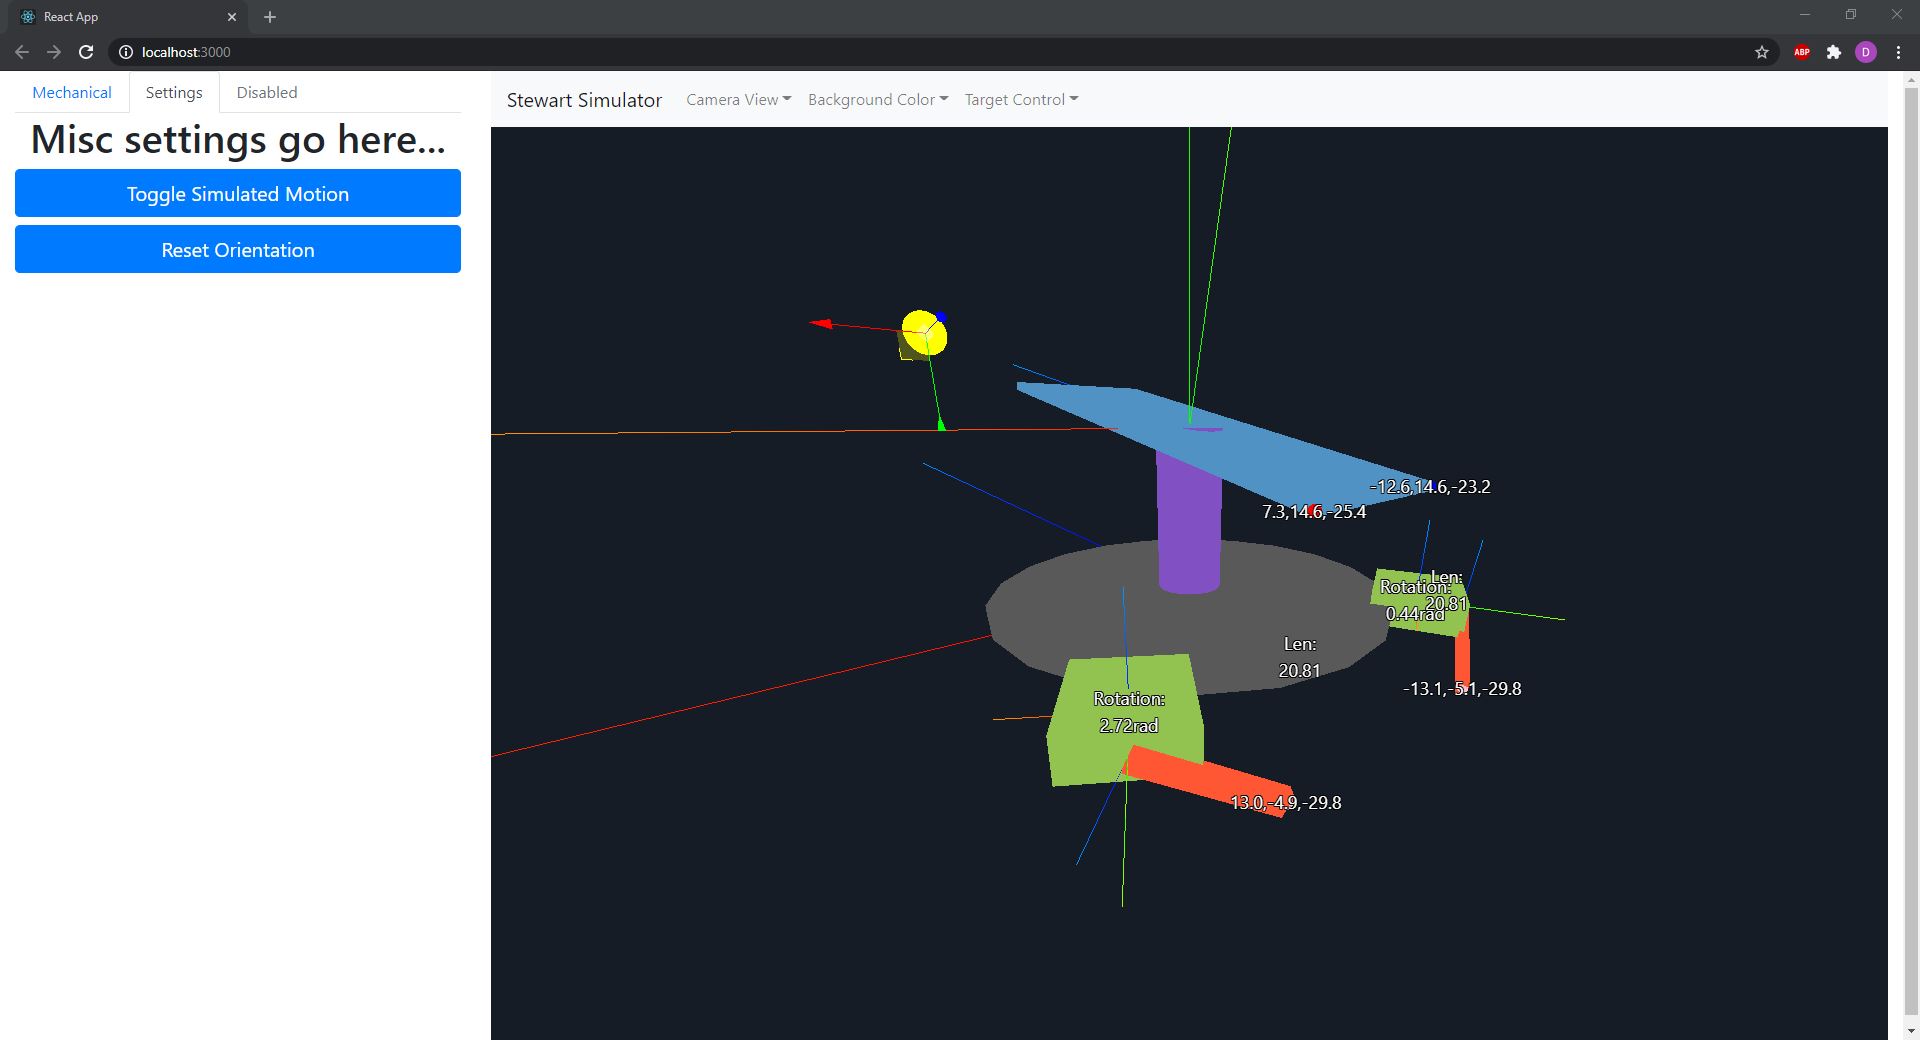 React App
localhost:3000
ABP
D
Mechanical
Settings
Disabled
Misc settings go here...
Toggle Simulated Motion
Reset Orientation
Stewart Simulator
Camera View
Background Color
Target Control
-12.6,14.6,-23.2
7.3,14.6,-25.4
Len:
20.81
Rotation:
0.44rad
-13.1,-5.1,-29.8
Len:
20.81
Rotation:
2.72rad
13.0,-4.9,-29.8